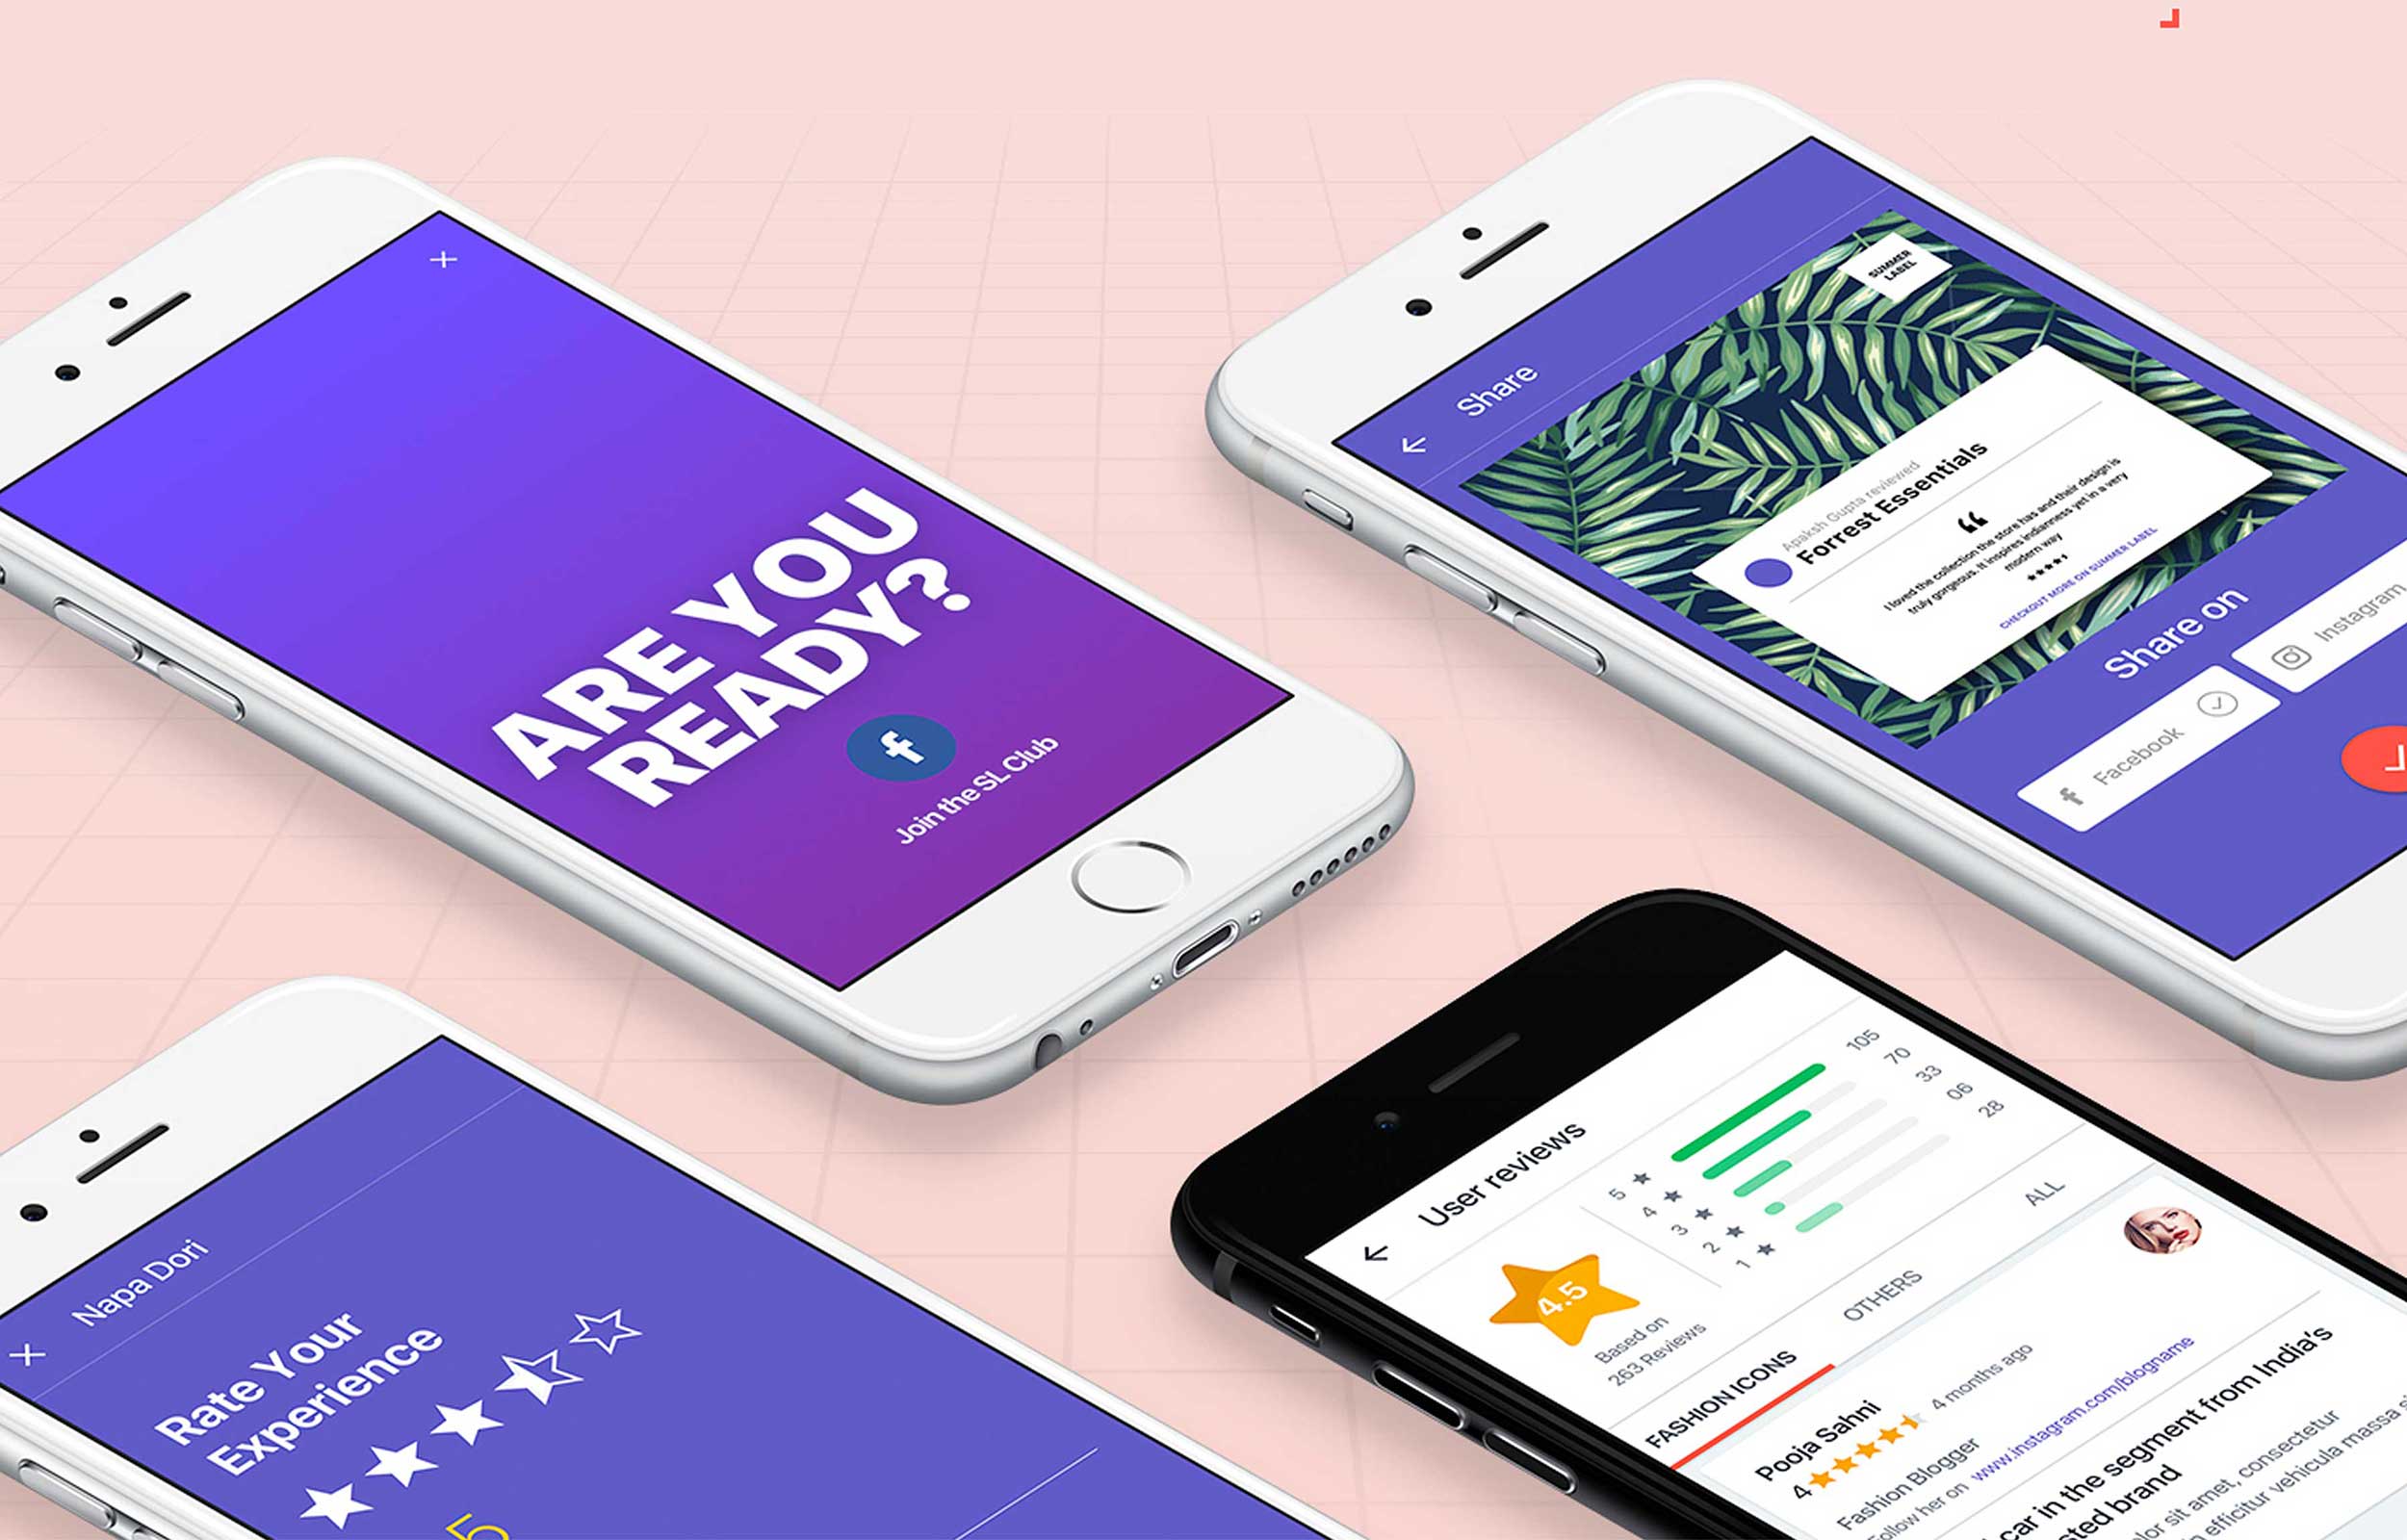 ARE YOU
READY?
Join the SL Club
Share
SUMMER
LABEL
Apaksh Gupta reviewed
Forrest Essentials
“
I loved the collection the store has and their design is
truly gorgeous. It inspires indianness yet in a very
modern way
CHECKOUT MORE ON SUMMER LABEL
Share on
Facebook
Instagram
Napa Dori
Rate Your
Experience
5
User reviews
4.5
Based on
263 Reviews
5 105
4 70
3 33
2 06
1 28
FASHION ICONS
OTHERS
ALL
Pooja Sahni
4
4 months ago
Fashion Blogger
Follow her on www.instagram.com/blogname
car in the segment from India's
sted brand
olor sit amet, consectetur
efficitur vehicula massa